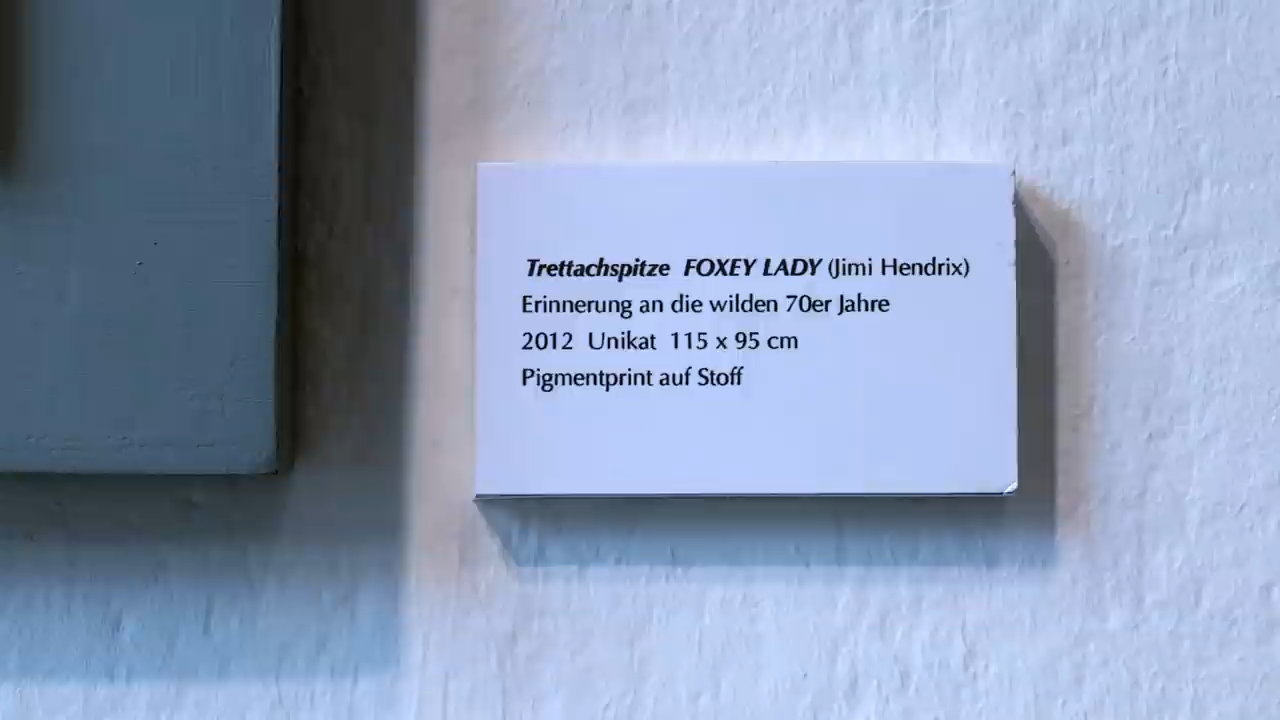 Trettachspitze FOXEY LADY (Jimi Hendrix)
Erinnerung an die wilden 70er Jahre
2012 Unikat 115 x 95 cm
Pigmentprint auf Stoff